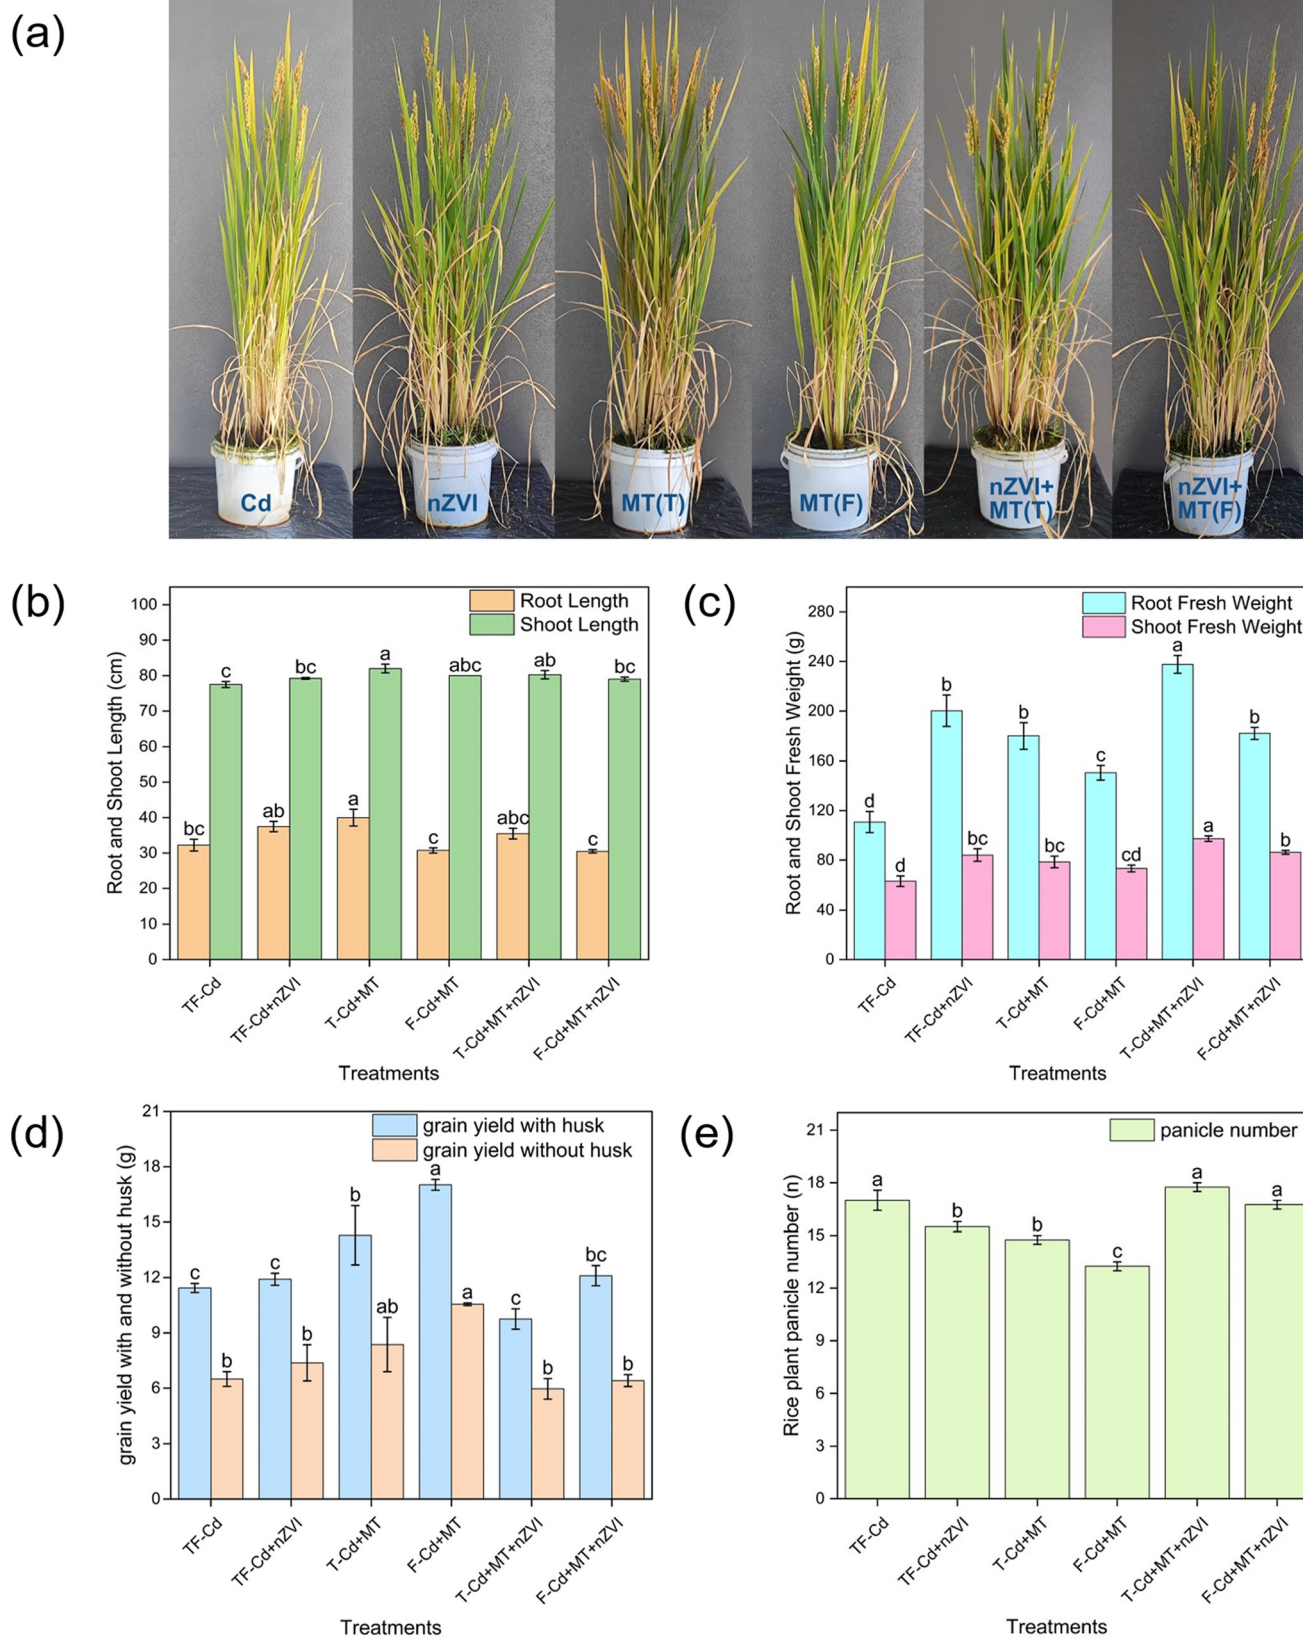 (a)
Cd
nZVI
MT(T)
MT(F)
nZVI+
MT(T)
nZVI+
MT(F)
(b)
Root and Shoot Length (cm)
100
90
80
70
60
50
40
30
20
10
0
Root Length
Shoot Length
bc
c
ab
bc
a
a
c
abc
abc
ab
c
bc
TF-Cd
TF-Cd+nZVI
T-Cd+MT
F-Cd+MT
T-Cd+MT+nZVI
F-Cd+MT+nZVI
Treatments
(c)
Root and Shoot Fresh Weight (g)
280
240
200
160
120
80
40
0
Root Fresh Weight
Shoot Fresh Weight
d
d
b
bc
b
bc
c
cd
a
a
b
b
TF-Cd
TF-Cd+nZVI
T-Cd+MT
F-Cd+MT
T-Cd+MT+nZVI
F-Cd+MT+nZVI
Treatments
(d)
grain yield with and without husk (g)
21
18
15
12
9
6
3
0
grain yield with husk
grain yield without husk
c
b
c
b
b
ab
a
a
c
b
bc
b
TF-Cd
TF-Cd+nZVI
T-Cd+MT
F-Cd+MT
T-Cd+MT+nZVI
F-Cd+MT+nZVI
Treatments
(e)
Rice plant panicle number (n)
21
18
15
12
9
6
3
0
panicle number
a
b
b
c
a
a
TF-Cd
TF-Cd+nZVI
T-Cd+MT
F-Cd+MT
T-Cd+MT+nZVI
F-Cd+MT+nZVI
Treatments